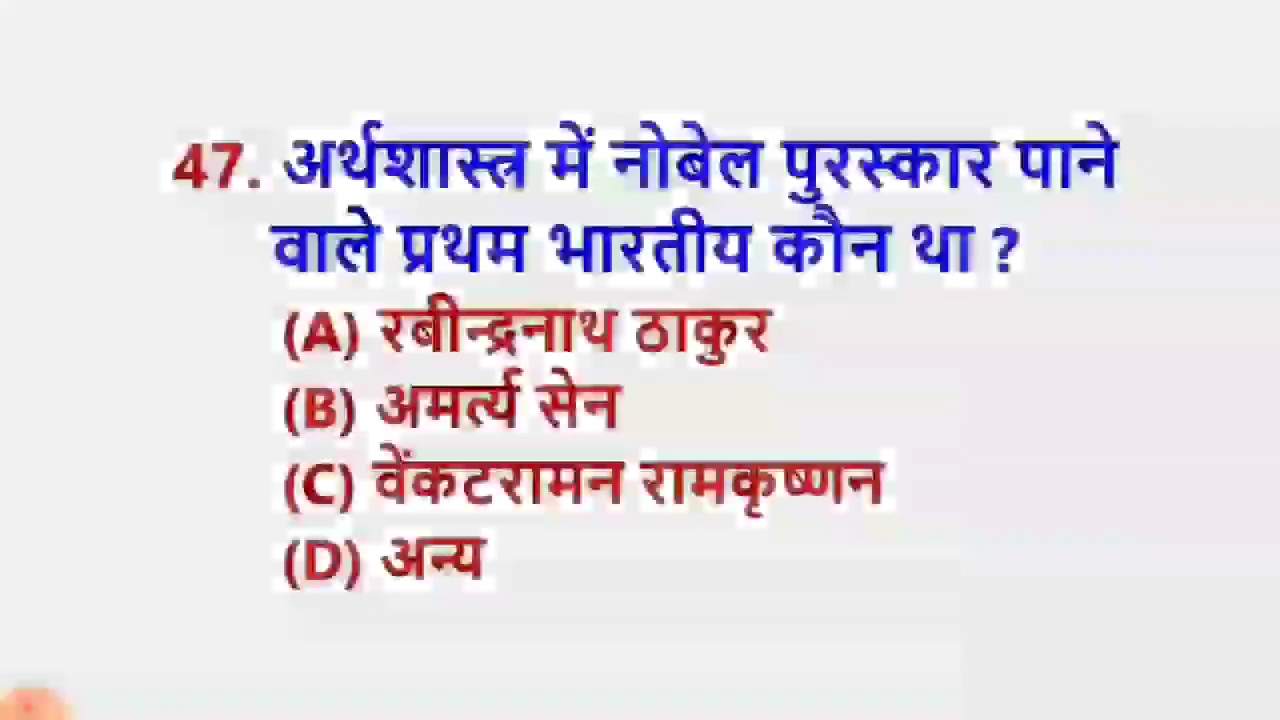 47. अर्थशास्त्र में नोबेल पुरस्कार पाने
वाले प्रथम भारतीय कौन था ?
(A) रबीन्द्रनाथ ठाकुर
(B) अमर्त्य सेन
(C) वेंकटरामन रामकृष्णन
(D) अन्य